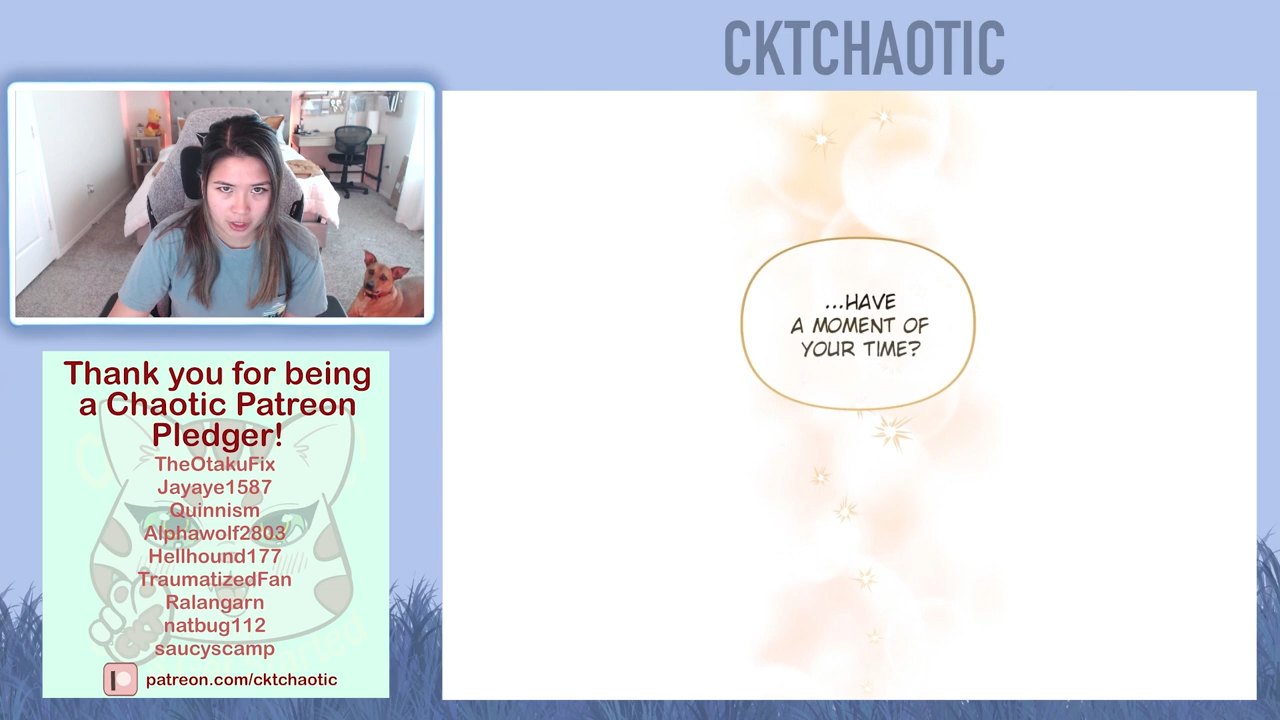 CKTCHAOTIC
...HAVE
A MOMENT OF
YOUR TIME?
Thank you for being
a Chaotic Patreon
Pledger!
TheOtakuFix
Jayaye1587
Quinnism
Alphawolf2803
Hellhound177
TraumatizedFan
Ralangarn
natbug112
saucyscamp
patreon.com/cktchaotic